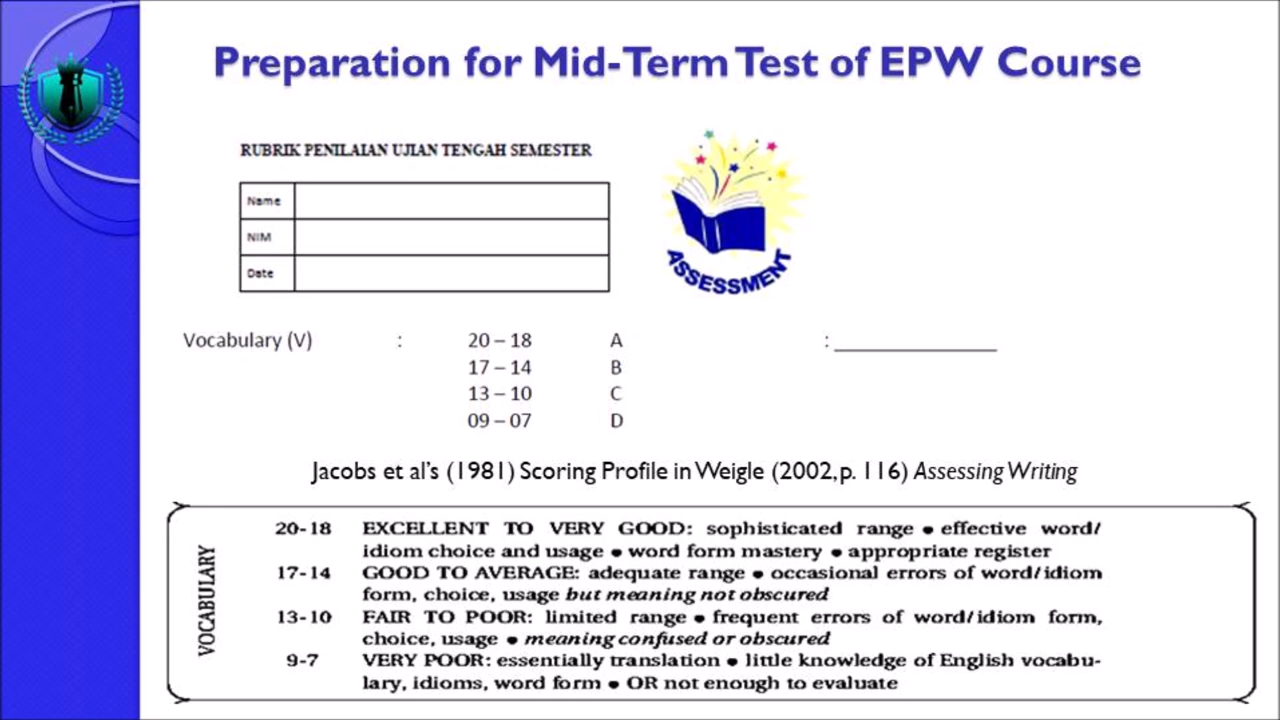 Preparation for Mid-Term Test of EPW Course
RUBRIK PENILAIAN UJIAN TENGAH SEMESTER
Name
NIM
Date
ASSESSMENT
Vocabulary (V) : 20 – 18 A : _______________
17 – 14 B
13 – 10 C
09 – 07 D
Jacobs et al's (1981) Scoring Profile in Weigle (2002, p. 116) Assessing Writing
VOCABULARY
20-18 EXCELLENT TO VERY GOOD: sophisticated range • effective word/
idiom choice and usage • word form mastery • appropriate register
17-14 GOOD TO AVERAGE: adequate range • occasional errors of word/idiom
form, choice, usage but meaning not obscured
13-10 FAIR TO POOR: limited range • frequent errors of word/idiom form,
choice, usage • meaning confused or obscured
9-7 VERY POOR: essentially translation • little knowledge of English vocabu-
lary, idioms, word form • OR not enough to evaluate